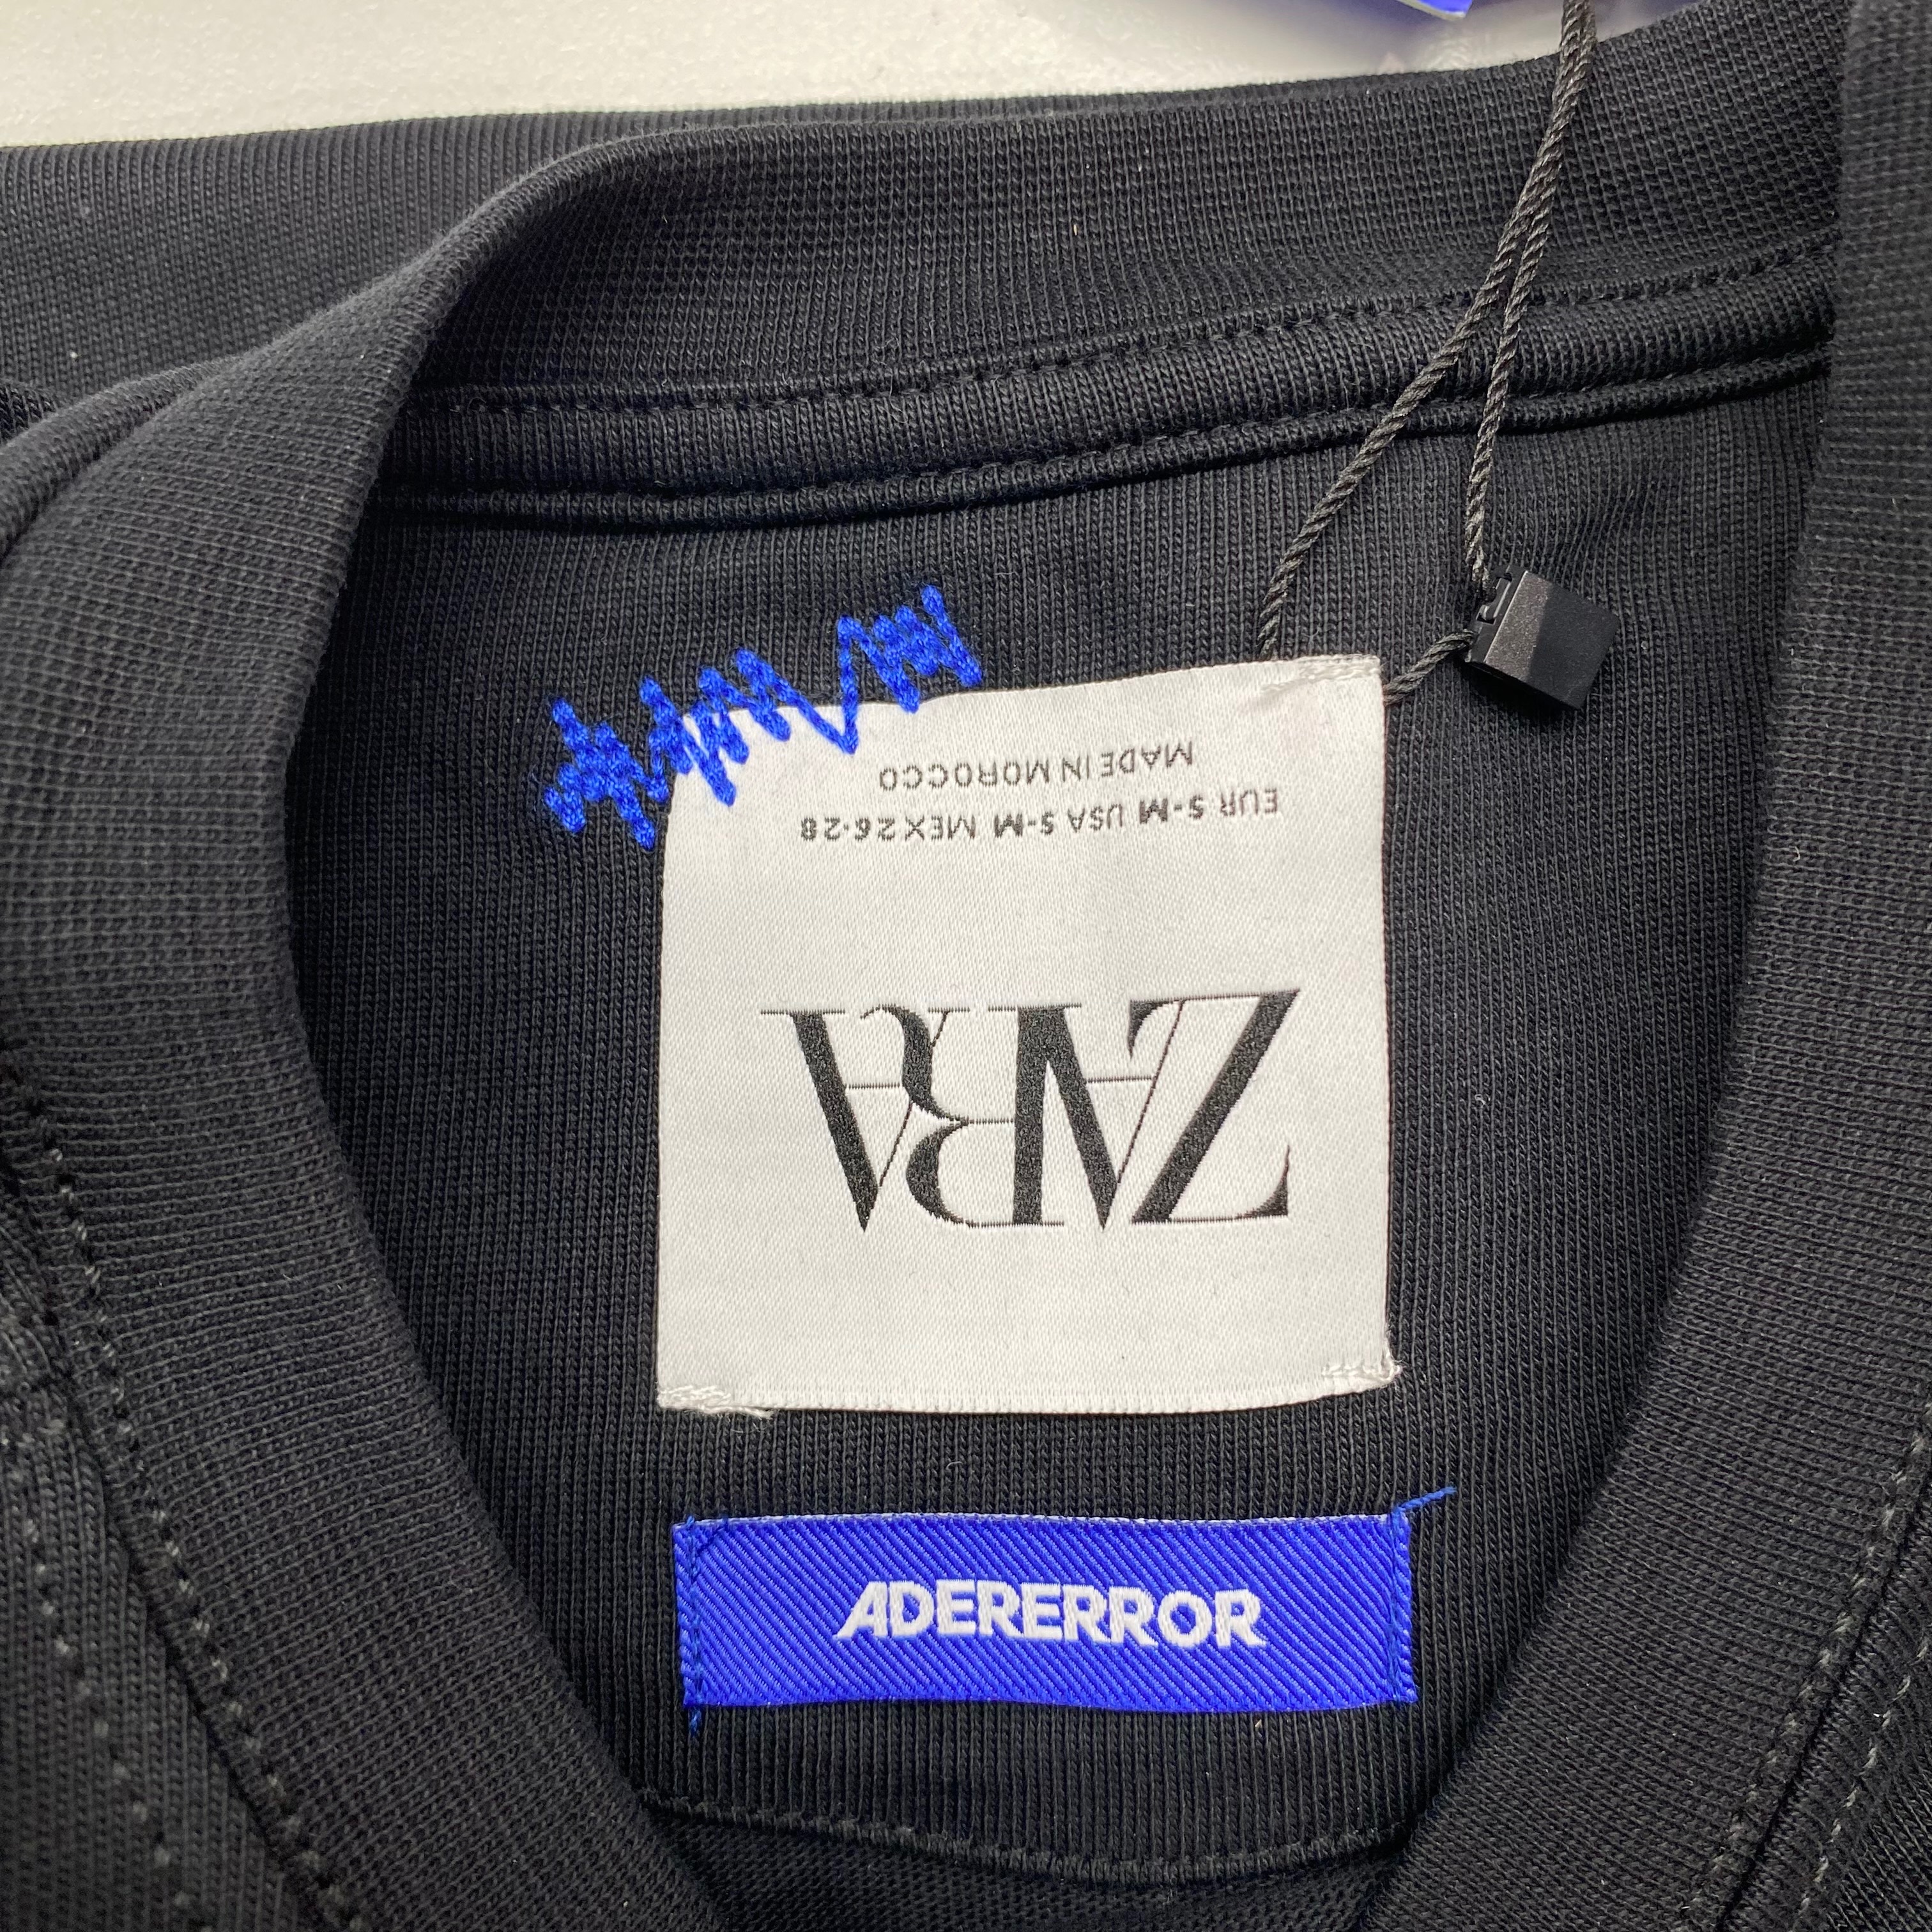 MADE IN MOROCCO
EUR S-M USA S-M MEX 26-28
ZARA
ADERERROR